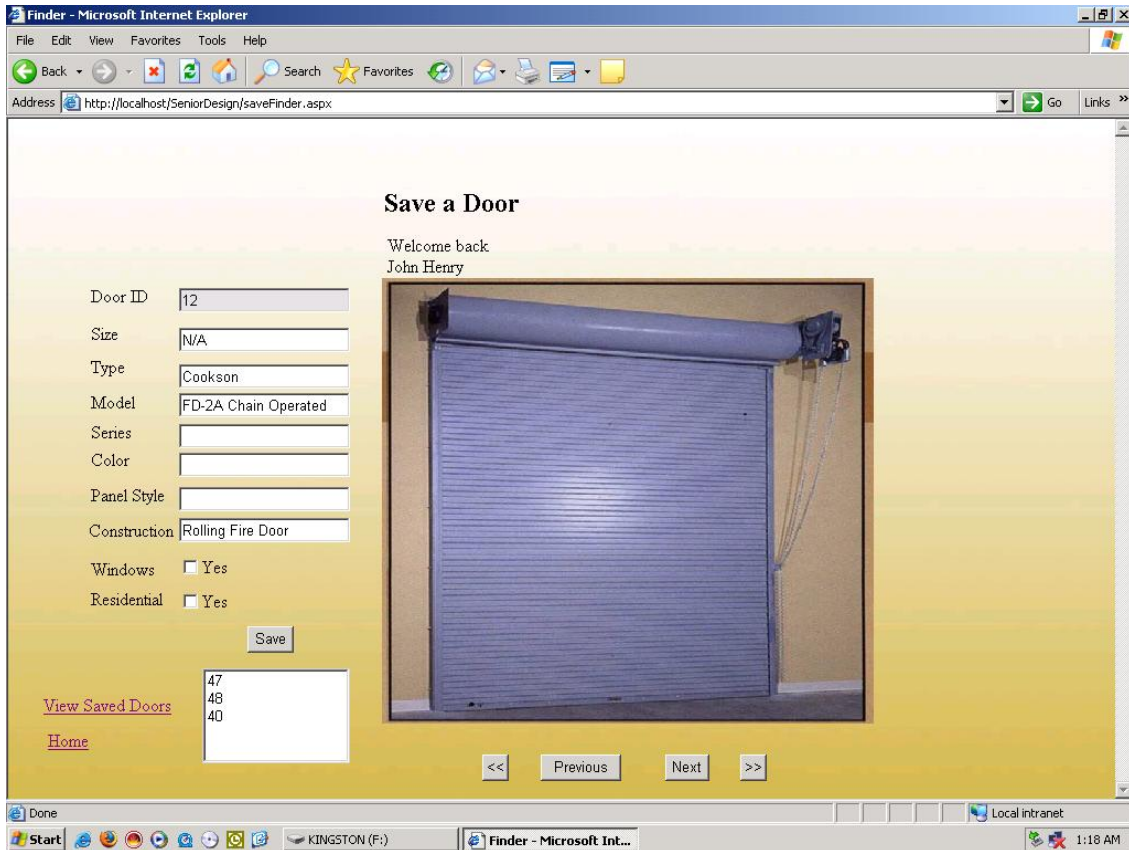 Finder - Microsoft Internet Explorer
File Edit View Favorites Tools Help
Back Search Favorites
Address http://localhost/SeniorDesign/saveFinder.aspx Go Links »
Save a Door
Welcome back
John Henry
Door ID 12
Size N/A
Type Cookson
Model FD-2A Chain Operated
Series
Color
Panel Style
Construction Rolling Fire Door
Windows Yes
Residential Yes
Save
47
48
40
View Saved Doors
Home
<< Previous Next >>
Done Local intranet
Start KINGSTON (F:) Finder - Microsoft Int... 1:18 AM